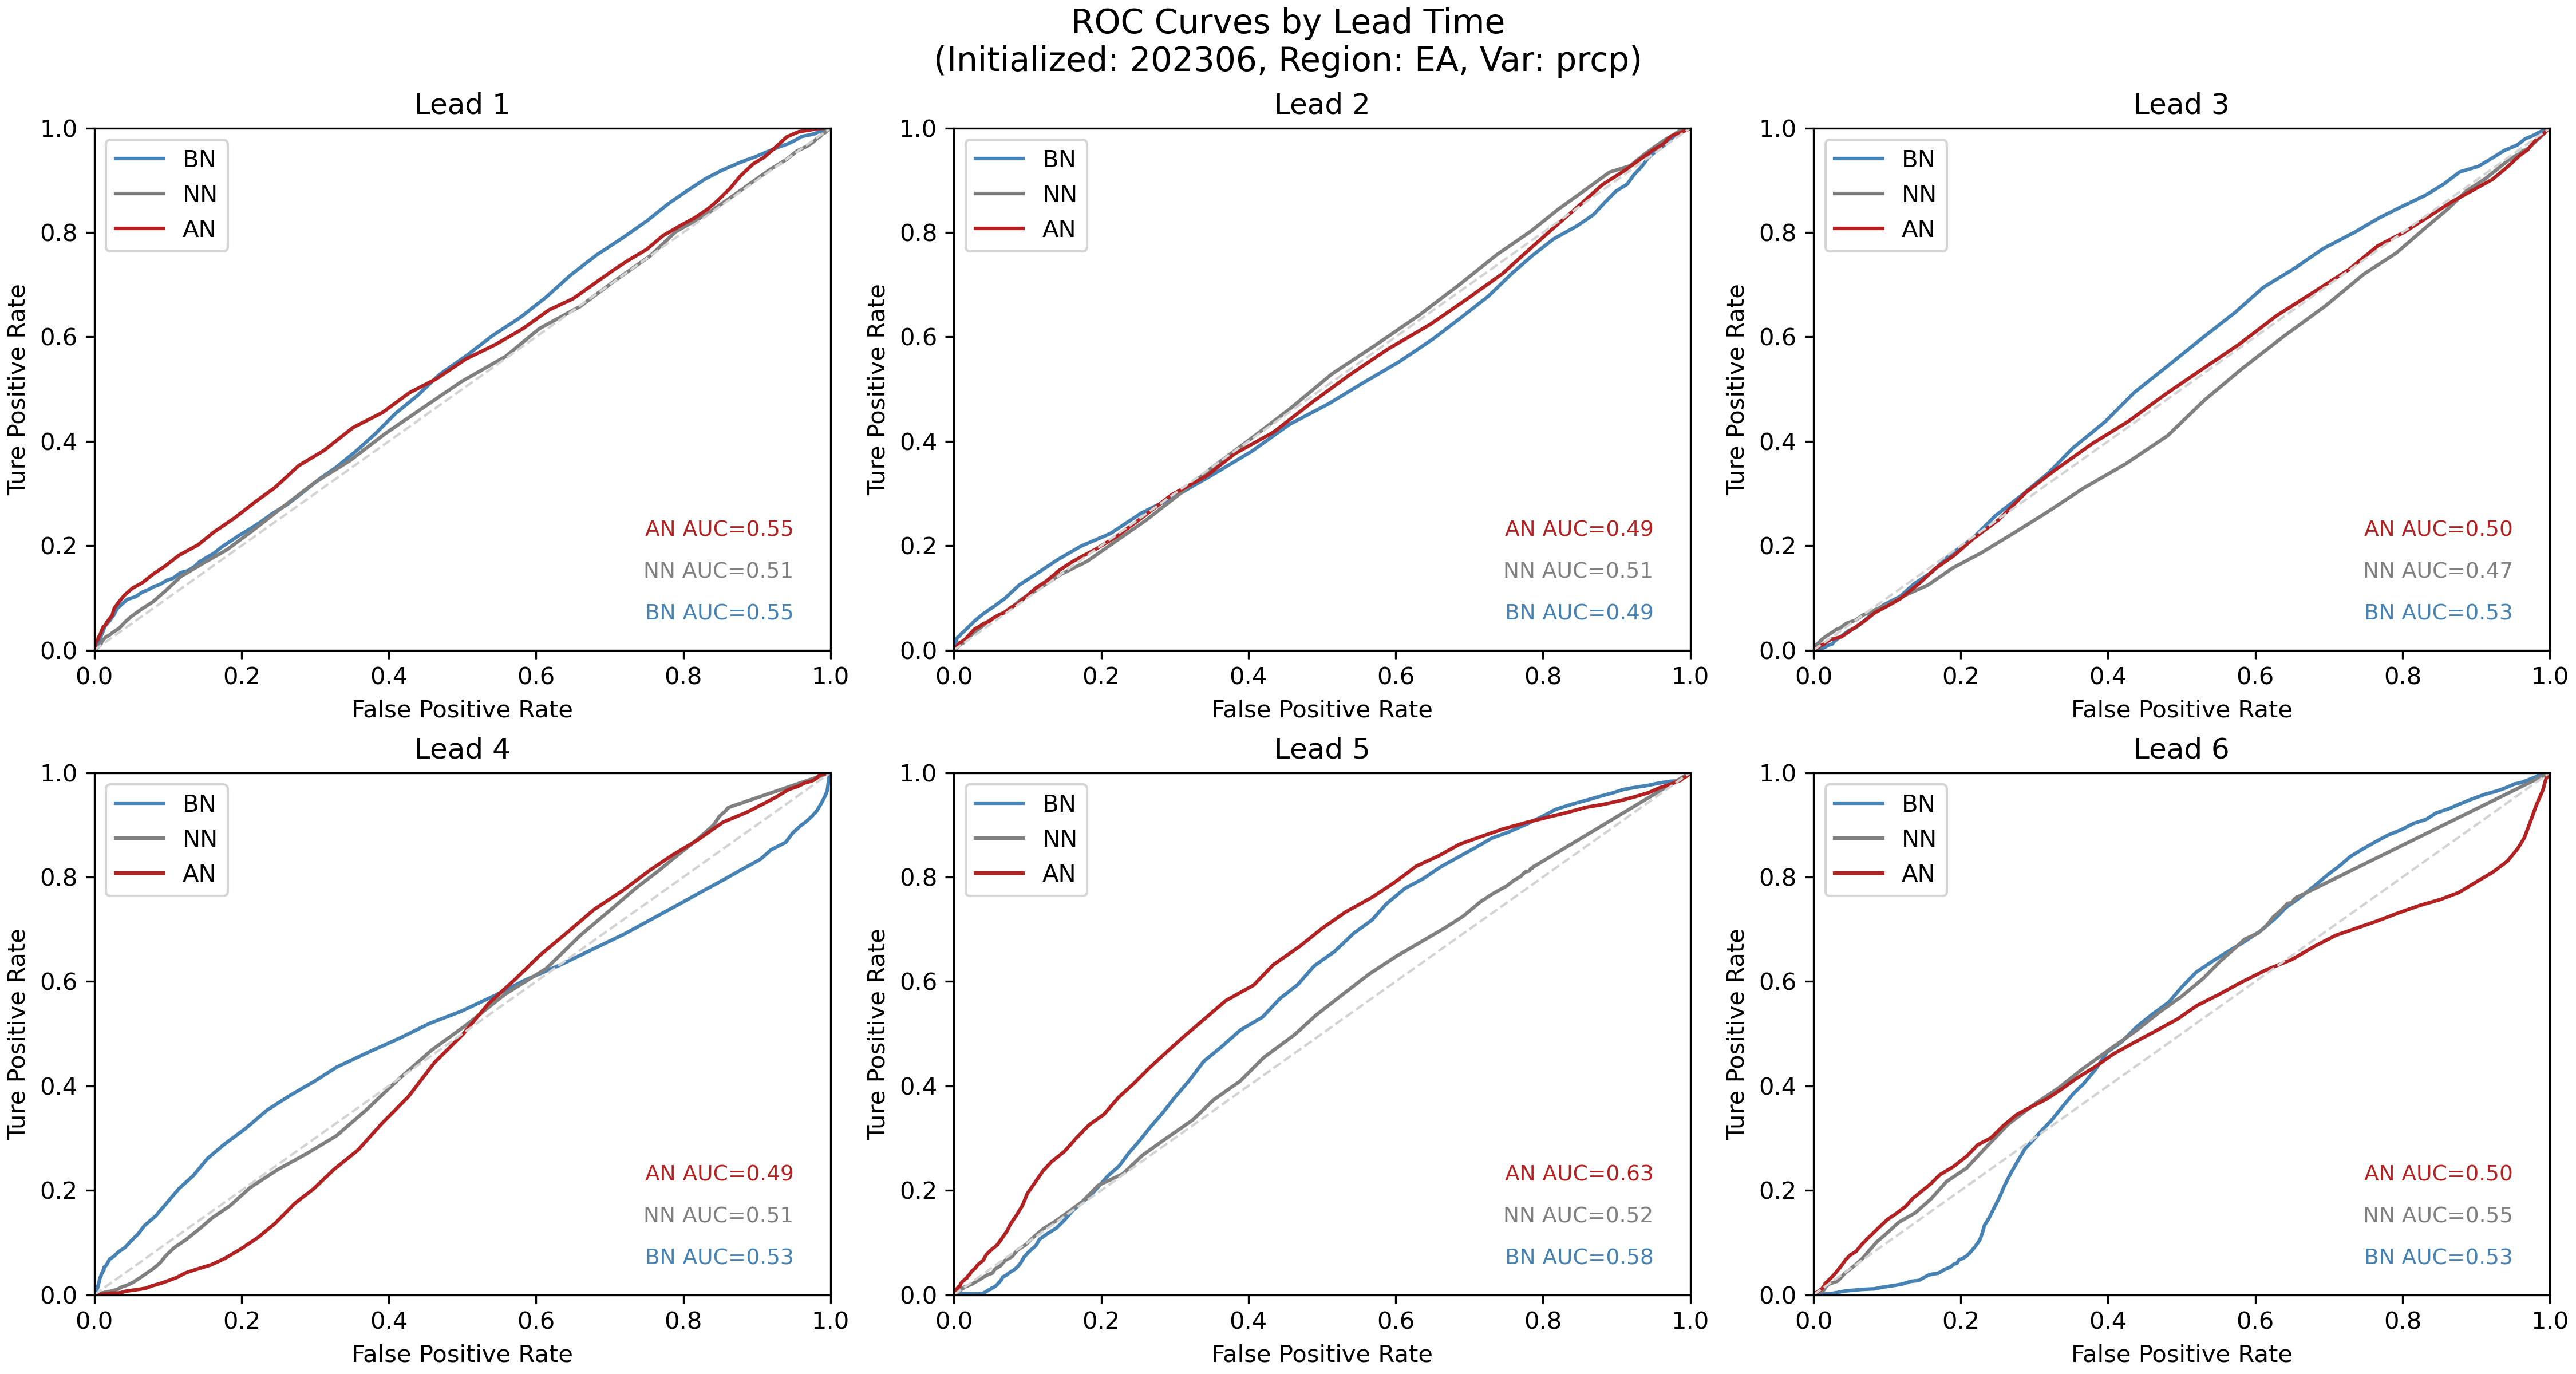 ROC Curves by Lead Time
(Initialized: 202306, Region: EA, Var: prcp)
Lead 1
1.0
0.8
0.6
0.4
0.2
0.0
Ture Positive Rate
BN
NN
AN
AN AUC=0.55
NN AUC=0.51
BN AUC=0.55
0.0 0.2 0.4 0.6 0.8 1.0
False Positive Rate
Lead 2
1.0
0.8
0.6
0.4
0.2
0.0
Ture Positive Rate
BN
NN
AN
AN AUC=0.49
NN AUC=0.51
BN AUC=0.49
0.0 0.2 0.4 0.6 0.8 1.0
False Positive Rate
Lead 3
1.0
0.8
0.6
0.4
0.2
0.0
Ture Positive Rate
BN
NN
AN
AN AUC=0.50
NN AUC=0.47
BN AUC=0.53
0.0 0.2 0.4 0.6 0.8 1.0
False Positive Rate
Lead 4
1.0
0.8
0.6
0.4
0.2
0.0
Ture Positive Rate
BN
NN
AN
AN AUC=0.49
NN AUC=0.51
BN AUC=0.53
0.0 0.2 0.4 0.6 0.8 1.0
False Positive Rate
Lead 5
1.0
0.8
0.6
0.4
0.2
0.0
Ture Positive Rate
BN
NN
AN
AN AUC=0.63
NN AUC=0.52
BN AUC=0.58
0.0 0.2 0.4 0.6 0.8 1.0
False Positive Rate
Lead 6
1.0
0.8
0.6
0.4
0.2
0.0
Ture Positive Rate
BN
NN
AN
AN AUC=0.50
NN AUC=0.55
BN AUC=0.53
0.0 0.2 0.4 0.6 0.8 1.0
False Positive Rate